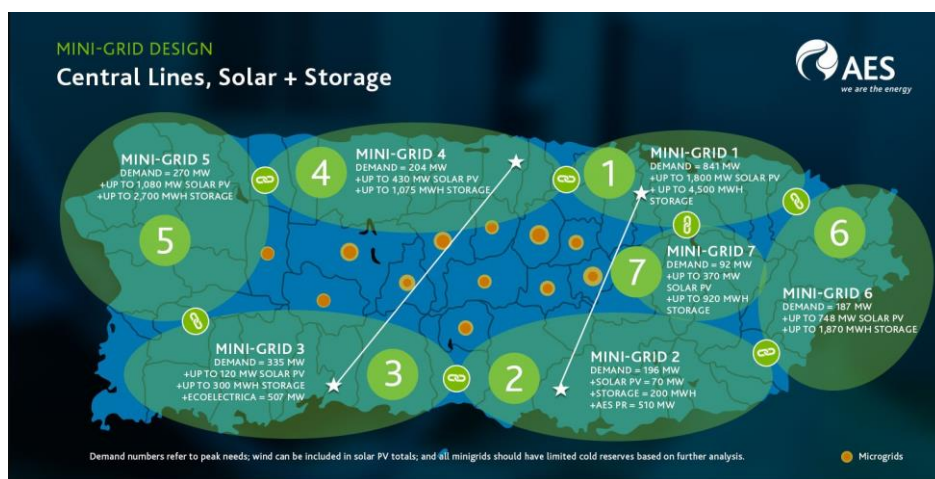 MINI-GRID DESIGN
Central Lines, Solar + Storage
AES
we are the energy
MINI-GRID 5
DEMAND = 270 MW
+UP TO 1,080 MW SOLAR PV
+UP TO 2,700 MWH STORAGE
5
4
MINI-GRID 4
DEMAND = 204 MW
+UP TO 430 MW SOLAR PV
+UP TO 1,075 MWH STORAGE
1
MINI-GRID 1
DEMAND = 841 MW
+UP TO 1,800 MW SOLAR PV
+ UP TO 4,500 MWH
STORAGE
6
MINI-GRID 6
DEMAND = 187 MW
+UP TO 748 MW SOLAR PV
+UP TO 1,870 MWH STORAGE
7
MINI-GRID 7
DEMAND = 92 MW
+UP TO 370 MW
SOLAR PV
+UP TO 920 MWH
STORAGE
MINI-GRID 3
DEMAND = 335 MW
+UP TO 120 MW SOLAR PV
+UP TO 300 MWH STORAGE
+ECOELECTRICA = 507 MW
3
2
MINI-GRID 2
DEMAND = 196 MW
+SOLAR PV = 70 MW
+STORAGE = 200 MWH
+AES PR = 510 MW
Demand numbers refer to peak needs; wind can be included in solar PV totals; and all minigrids should have limited cold reserves based on further analysis.
Microgrids